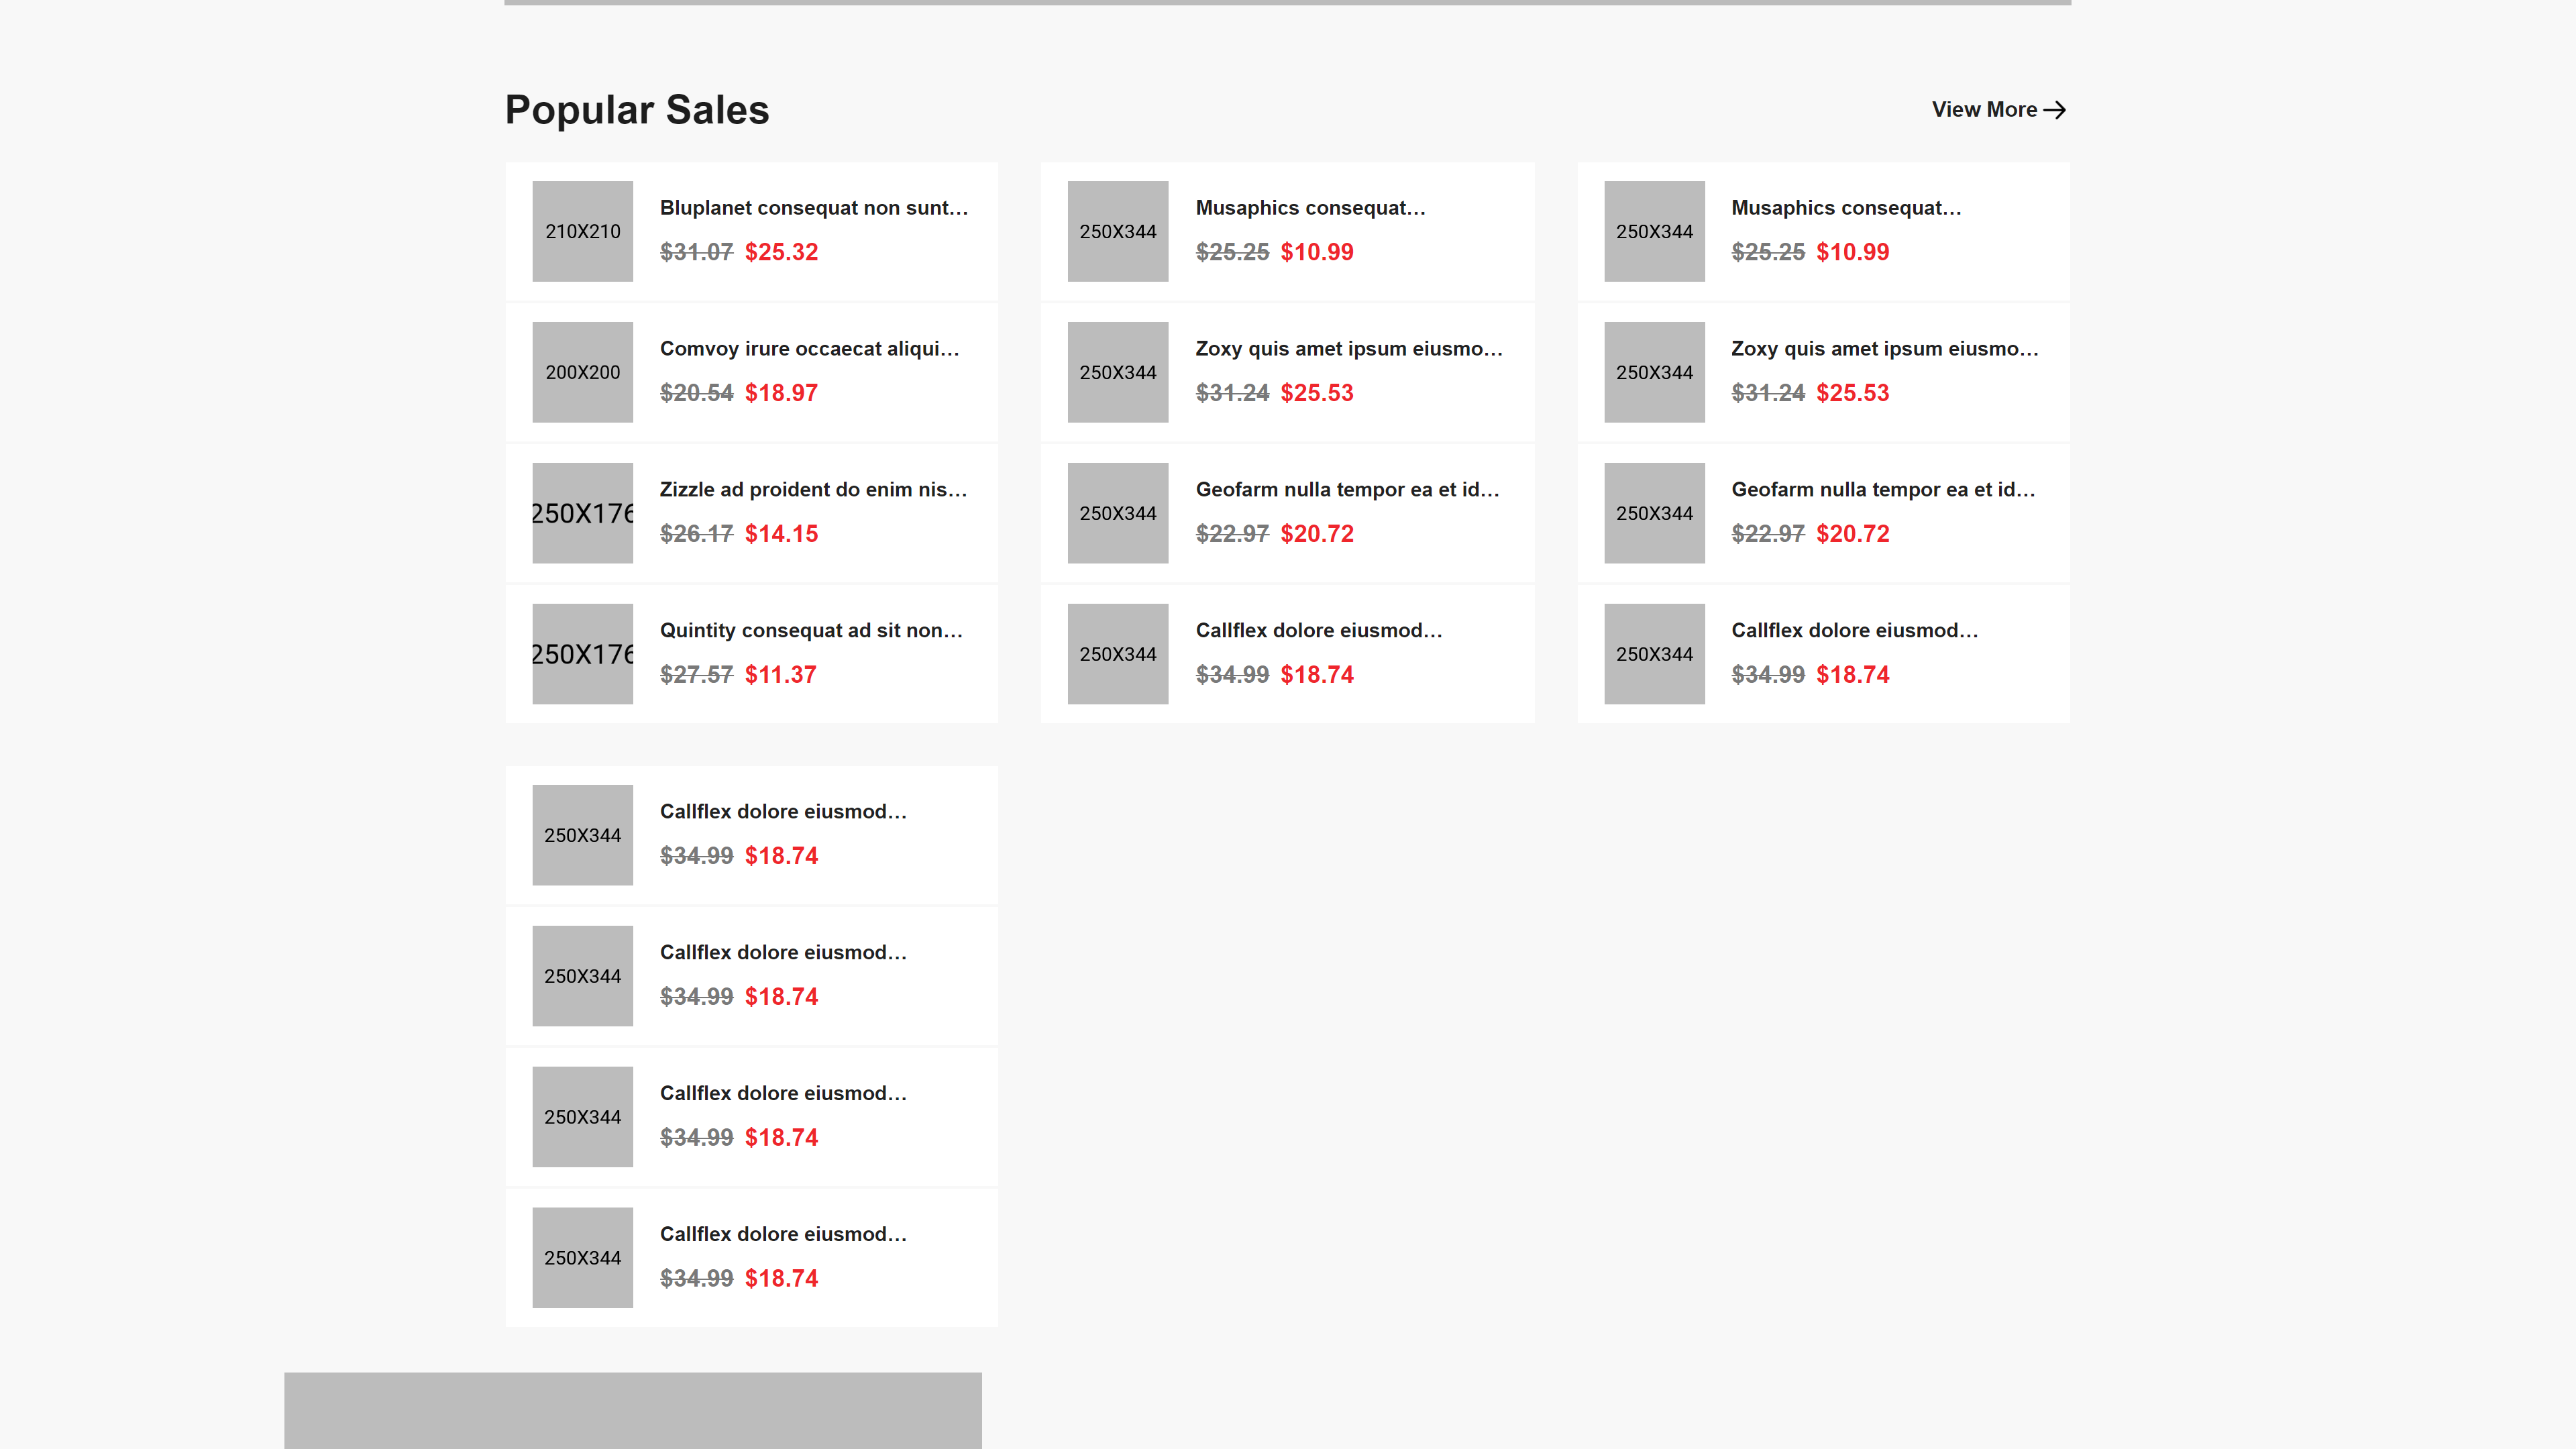 Popular Sales
View More
210X210
Bluplanet consequat non sunt...
$31.07 $25.32
200X200
Comvoy irure occaecat aliqui...
$20.54 $18.97
250X176
Zizzle ad proident do enim nis...
$26.17 $14.15
250X176
Quintity consequat ad sit non...
$27.57 $11.37
250X344
Musaphics consequat...
$25.25 $10.99
250X344
Zoxy quis amet ipsum eiusmo...
$31.24 $25.53
250X344
Geofarm nulla tempor ea et id...
$22.97 $20.72
250X344
Callflex dolore eiusmod...
$34.99 $18.74
250X344
Musaphics consequat...
$25.25 $10.99
250X344
Zoxy quis amet ipsum eiusmo...
$31.24 $25.53
250X344
Geofarm nulla tempor ea et id...
$22.97 $20.72
250X344
Callflex dolore eiusmod...
$34.99 $18.74
250X344
Callflex dolore eiusmod...
$34.99 $18.74
250X344
Callflex dolore eiusmod...
$34.99 $18.74
250X344
Callflex dolore eiusmod...
$34.99 $18.74
250X344
Callflex dolore eiusmod...
$34.99 $18.74